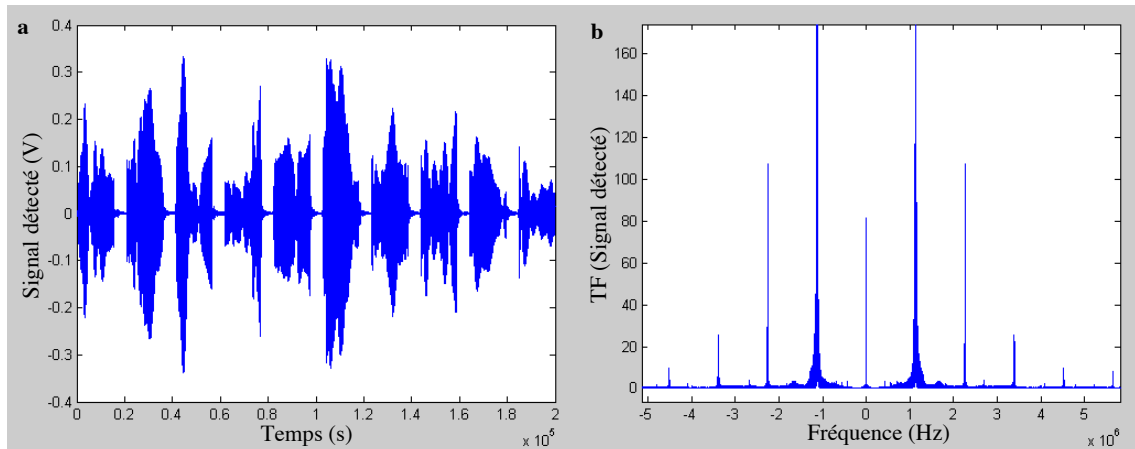 a
Signal détecté (V)
0.4
0.3
0.2
0.1
0
-0.1
-0.2
-0.3
-0.4
0 0.2 0.4 0.6 0.8 1 1.2 1.4 1.6 1.8 2
Temps (s)
x 10^5
b
TF (Signal détecté)
160
140
120
100
80
60
40
20
0
-5 -4 -3 -2 -1 0 1 2 3 4 5
Fréquence (Hz)
x 10^6